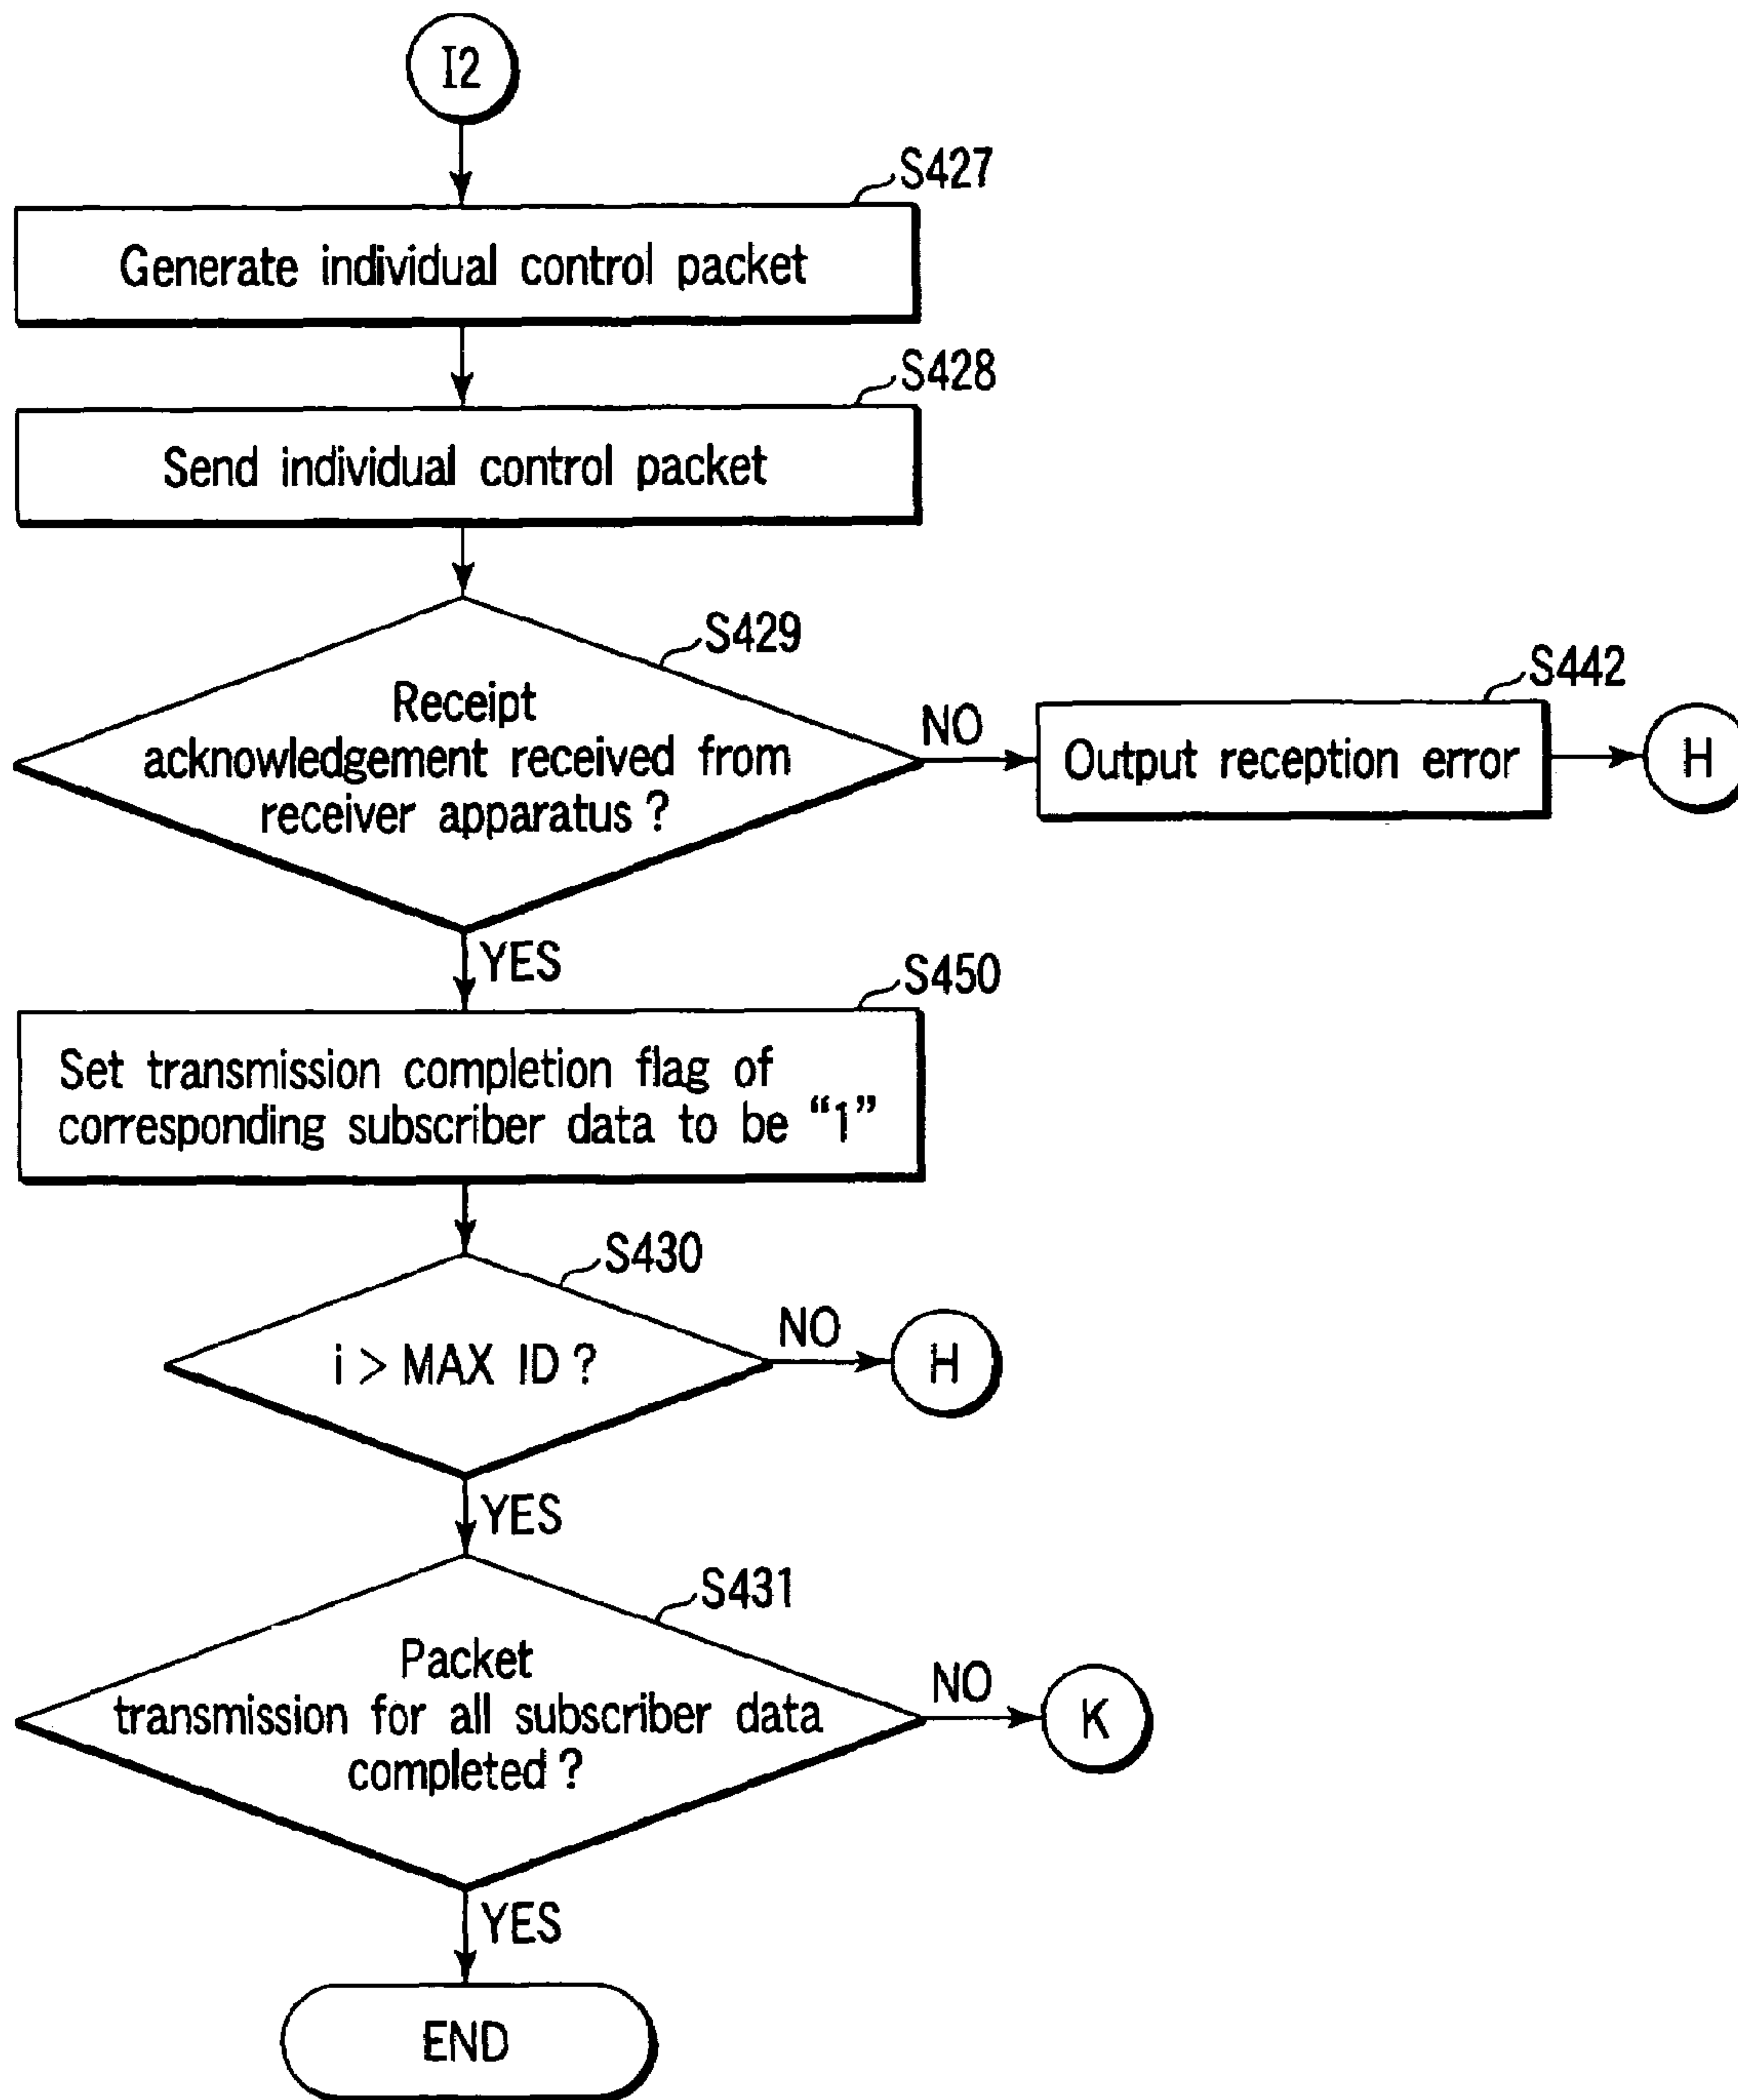 I2
S427
Generate individual control packet
S428
Send individual control packet
S429
Receipt
acknowledgement received from
receiver apparatus ?
NO
S442
Output reception error
H
YES
S450
Set transmission completion flag of
corresponding subscriber data to be “1”
S430
i > MAX ID ?
NO
H
YES
S431
Packet
transmission for all subscriber data
completed ?
NO
K
YES
END